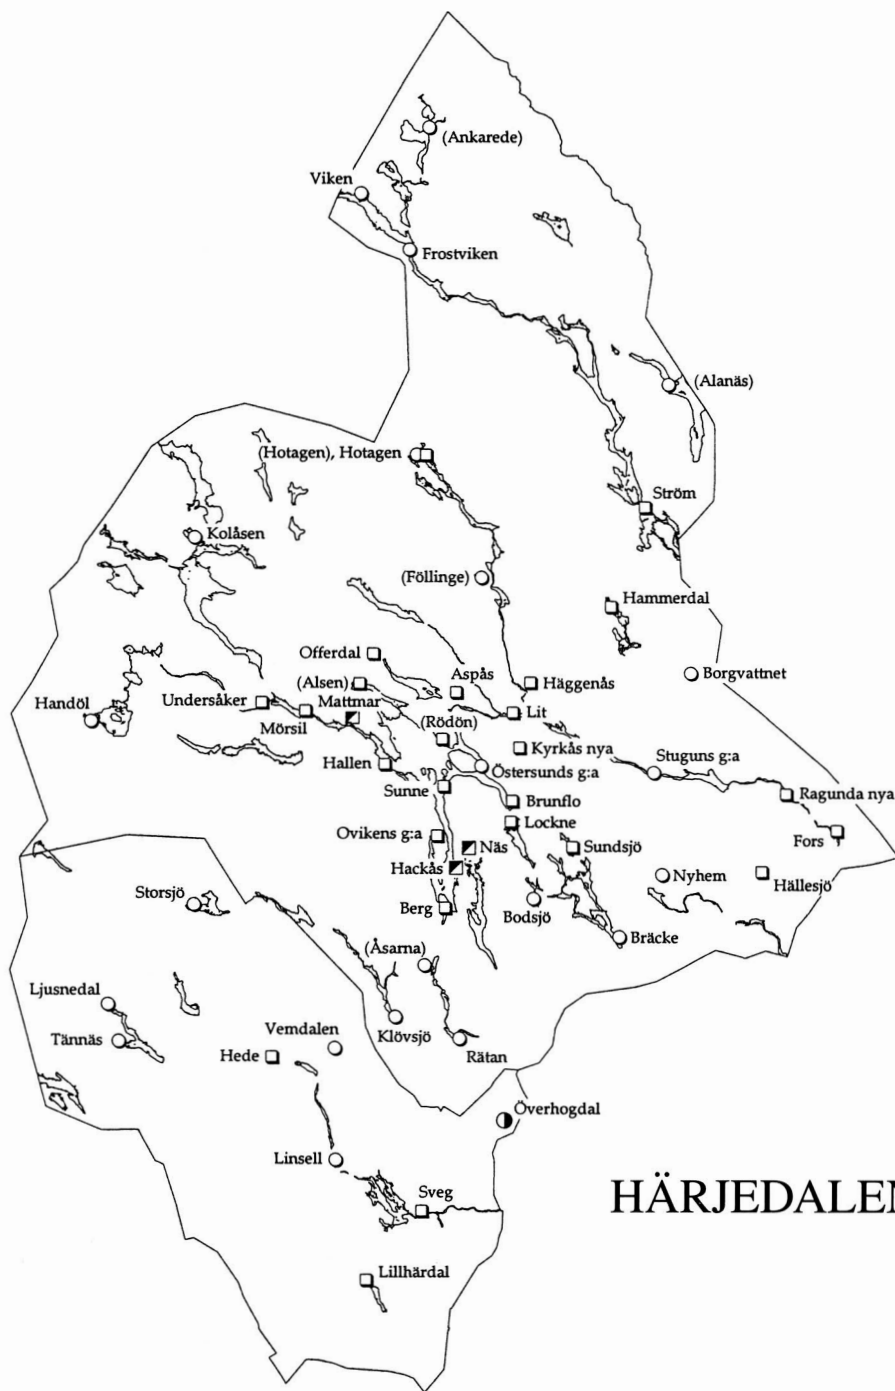 (Ankarede)
Viken
Frostviken
(Alanäs)
(Hotagen), Hotagen
Ström
Kolåsen
(Föllinge)
Hammerdal
Offerdal
Borgvattnet
(Alsen)
Aspås
Häggenås
Undersåker
Mattmar
Handöl
Lit
Mörsil
(Rödön)
Kyrkås nya
Hallen
Östersunds g:a
Stuguns g:a
Sunne
Ragunda nya
Brunflo
Lockne
Fors
Ovikens g:a
Näs
Sundsjö
Hackås
Nyhem
Hällesjö
Storsjö
Berg
Bodsjö
Bräcke
(Åsarna)
Ljusnedal
Klövsjö
Vemdalen
Tännäs
Rätan
Hede
Överhogdal
Linsell
Sveg
HÄRJEDALEN
Lillhärdal